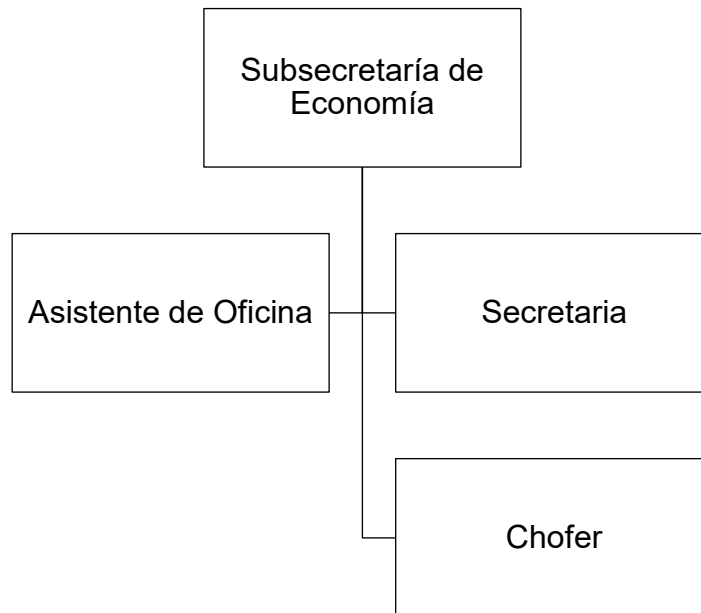 Subsecretaría de
Economía
Asistente de Oficina
Secretaria
Chofer